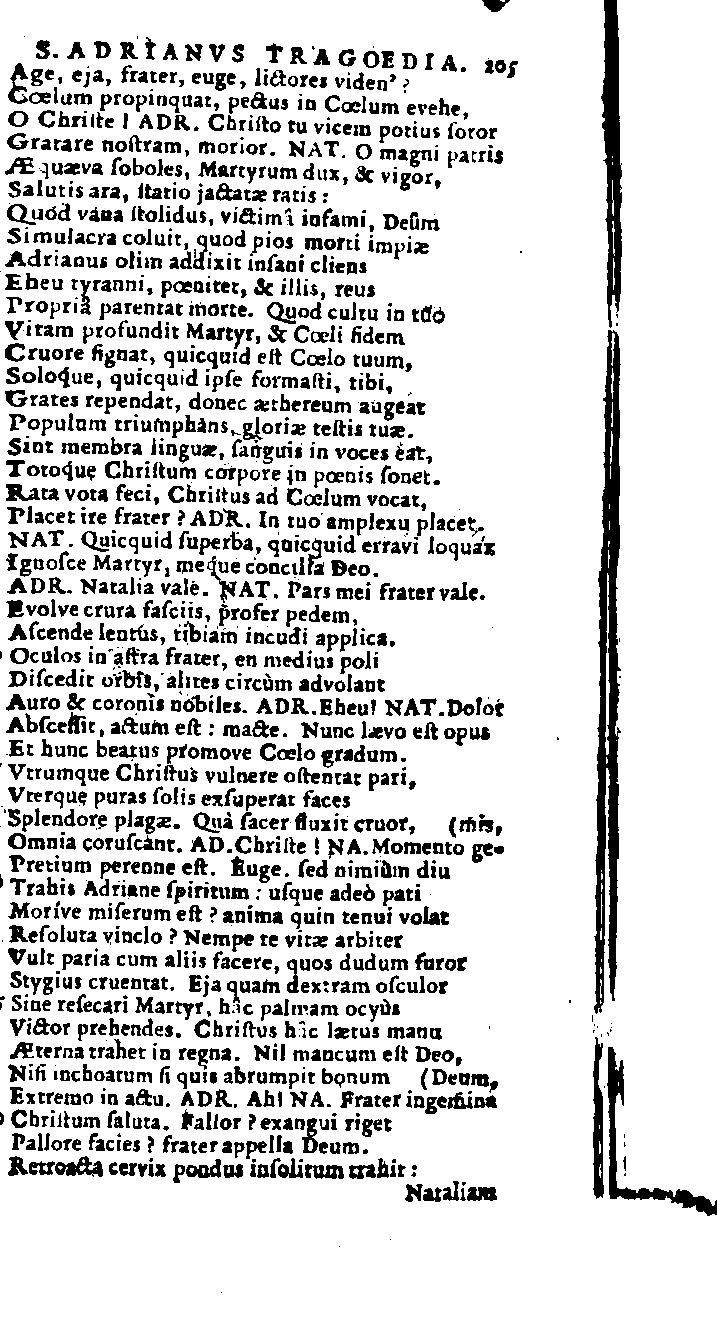 S. ADRIANVS TRAGOEDIA. 205
Age, eja, frater, euge, lictores viden' ?
Cœlum propinquat, pectus in Cœlum evehe,
O Chriſte ! ADR. Chriſto tu vicem potius ſoror
Gratare noſtram, morior. NAT. O magni patris
Æquæva ſoboles, Martyrum dux, & vigor,
Salutis ara, ſtatio jactatæ ratis :
Quòd vana ſtolidus, victimâ infami, Deûm
Simulacra coluit, quod pios morti impiæ
Adrianus olim addixit inſani cliens
Eheu tyranni, pœnitet, & illis, reus
Propriâ parentat morte. Quod cultu in tuo
Vitam profundit Martyr, & Cœli fidem
Cruore ſignat, quicquid eſt Cœlo tuum,
Soloque, quicquid ipſe formaſti, tibi,
Grates rependat, donec æthereum augeat
Populum triumphans, gloriæ teſtis tuæ.
Sint membra linguæ, ſanguis in voces eat,
Totoque Chriſtum corpore in pœnis ſonet.
Rata vota feci, Chriſtus ad Cœlum vocat,
Placet ire frater ? ADR. In tuo amplexu placet.
NAT. Quicquid ſuperba, quicquid erravi loquax
Ignoſce Martyr, meque concilia Deo.
ADR. Natalia vale. NAT. Pars mei frater vale.
Evolve crura faſciis, profer pedem,
Aſcende lentus, tibiam incudi applica.
Oculos in aſtra frater, en medius poli
Diſcedit orbis, alites circùm advolant
Auro & coronis nobiles. ADR. Eheu! NAT. Dolor
Abſceſſit, actum eſt : macte. Nunc lævo eſt opus
Et hunc beatus promove Cœlo gradum.
Vtrumque Chriſtus vulnere oſtentat pari,
Vterque puras ſolis exſuperat faces
Splendore plagæ. Quà ſacer fluxit cruor, (mis,
Omnia coruſcant. AD. Chriſte ! NA. Momento ge-
Pretium perenne eſt. Euge. ſed nimiùm diu
Trahis Adriane ſpiritum : uſque adeò pati
Morive miſerum eſt ? anima quin tenui volat
Reſoluta vinclo ? Nempe te vitæ arbiter
Vult paria cum aliis facere, quos dudum furor
Stygius cruentat. Eja quam dextram oſculor
Sine reſecari Martyr, hâc palmam ocyùs
Victor prehendes. Chriſtus hâc lætus manu
Æterna trahet in regna. Nil mancum eſt Deo,
Niſi inchoatum ſi quis abrumpit bonum (Deum,
Extremo in actu. ADR. Ah! NA. Frater ingemina
Chriſtum ſaluta. Fallor ? exangui riget
Pallore facies ? frater appella Deum.
Retroacta cervix pondus inſolitum trahit :
Nataliam